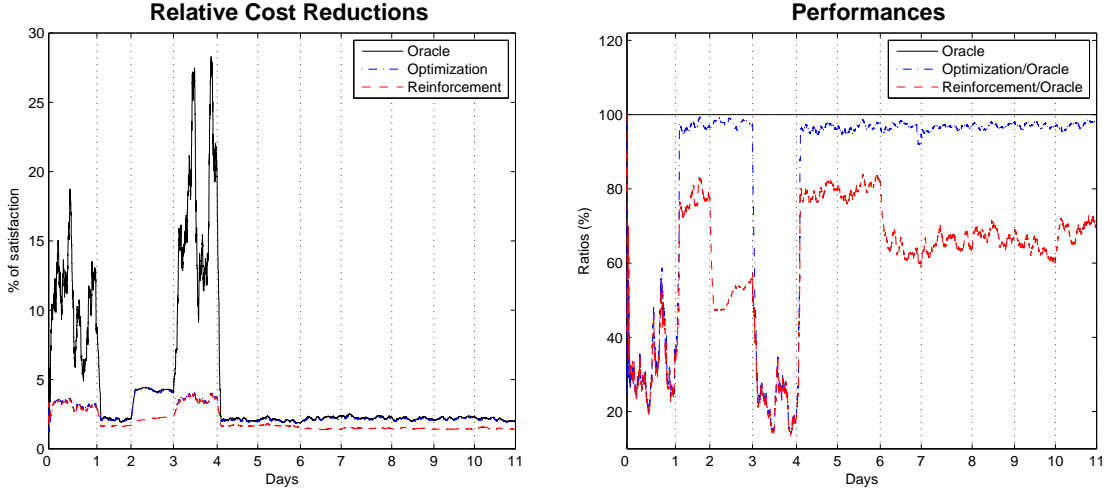 Relative Cost Reductions
30
25
20
15
10
5
0
% of satisfaction
Oracle
Optimization
Reinforcement
0 1 2 3 4 5 6 7 8 9 10 11
Days
Performances
120
100
80
60
40
20
Ratios (%)
Oracle
Optimization/Oracle
Reinforcement/Oracle
0 1 2 3 4 5 6 7 8 9 10 11
Days